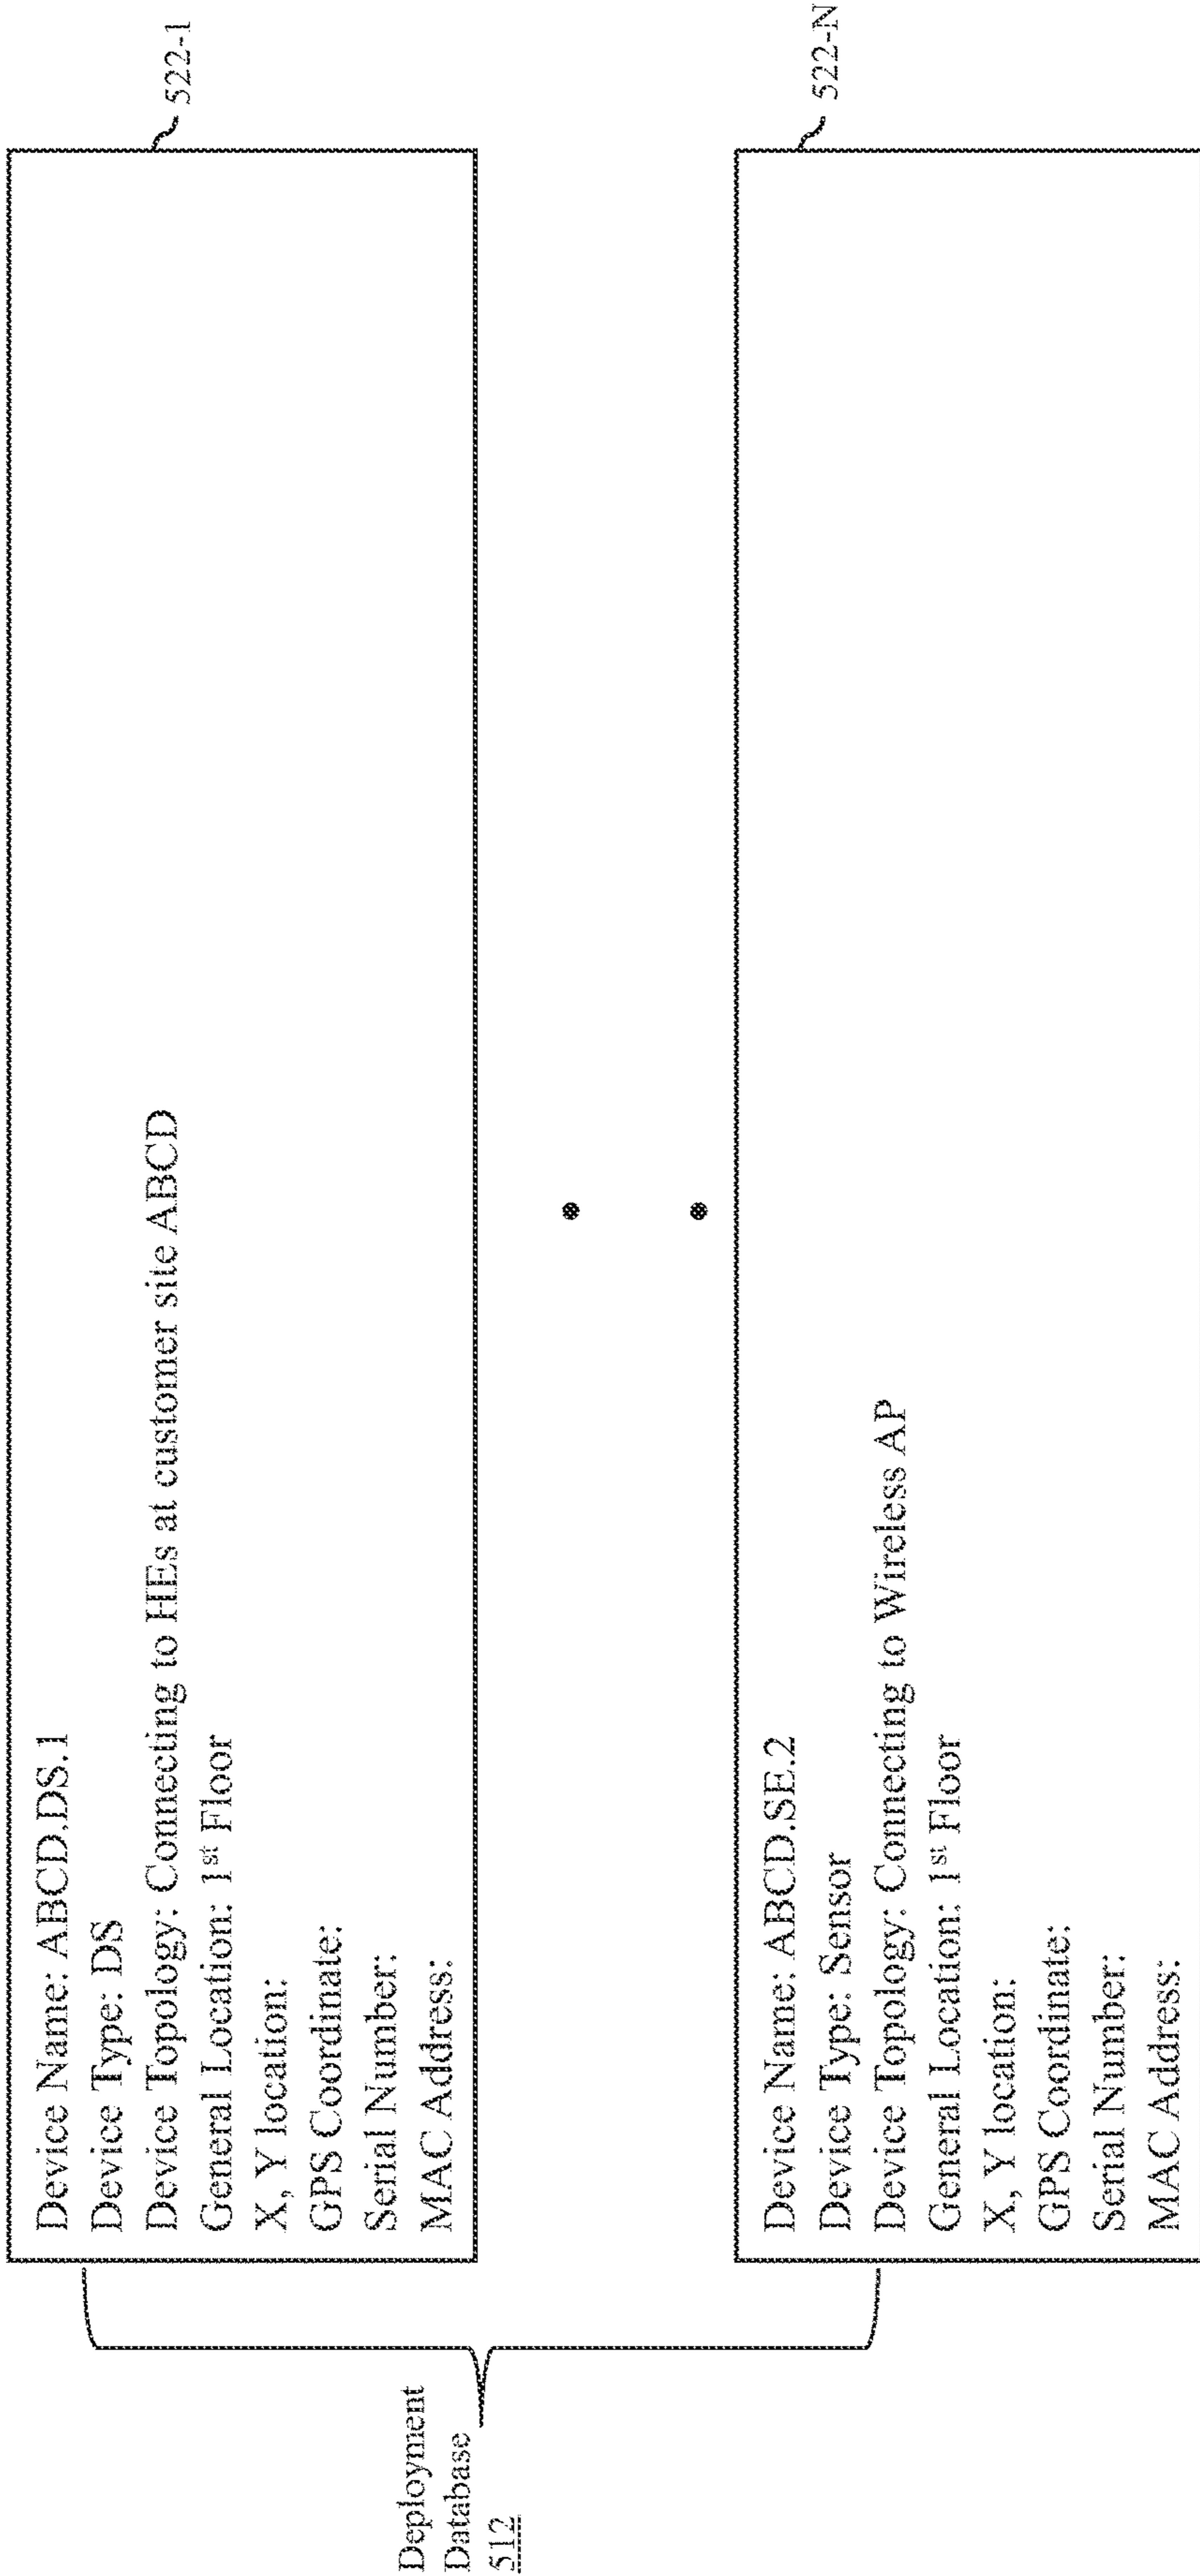 522-1
Device Name: ABCD.DS.1
Device Type: DS
Device Topology: Connecting to HEs at customer site ABCD
General Location: 1st Floor
X, Y location:
GPS Coordinate:
Serial Number:
MAC Address:
Deployment
Database
512
522-N
Device Name: ABCD.SE.2
Device Type: Sensor
Device Topology: Connecting to Wireless AP
General Location: 1st Floor
X, Y location:
GPS Coordinate:
Serial Number:
MAC Address: